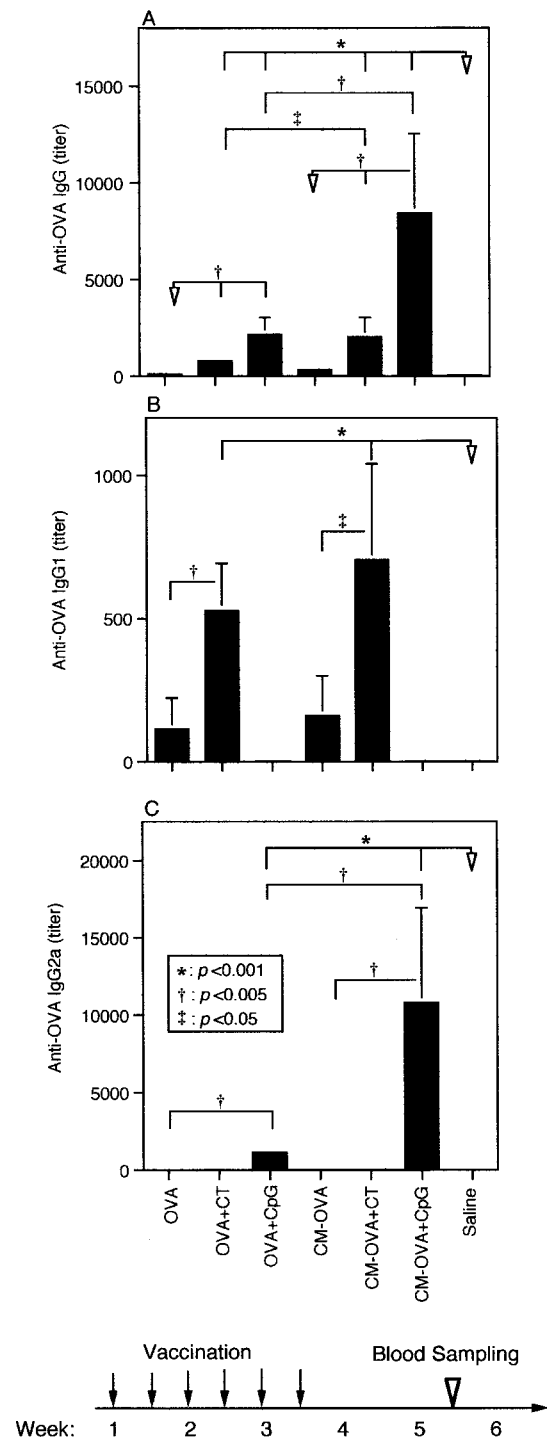 A
*
†
‡
†
†
15000
10000
5000
0
Anti-OVA IgG (titer)
B
*
‡
†
1000
500
0
Anti-OVA IgG1 (titer)
C
*
†
†
†
20000
15000
10000
5000
0
Anti-OVA IgG2a (titer)
* : p<0.001
† : p<0.005
‡ : p<0.05
OVA
OVA+CT
OVA+CpG
CM-OVA
CM-OVA+CT
CM-OVA+CpG
Saline
Vaccination
Blood Sampling
Week: 1 2 3 4 5 6